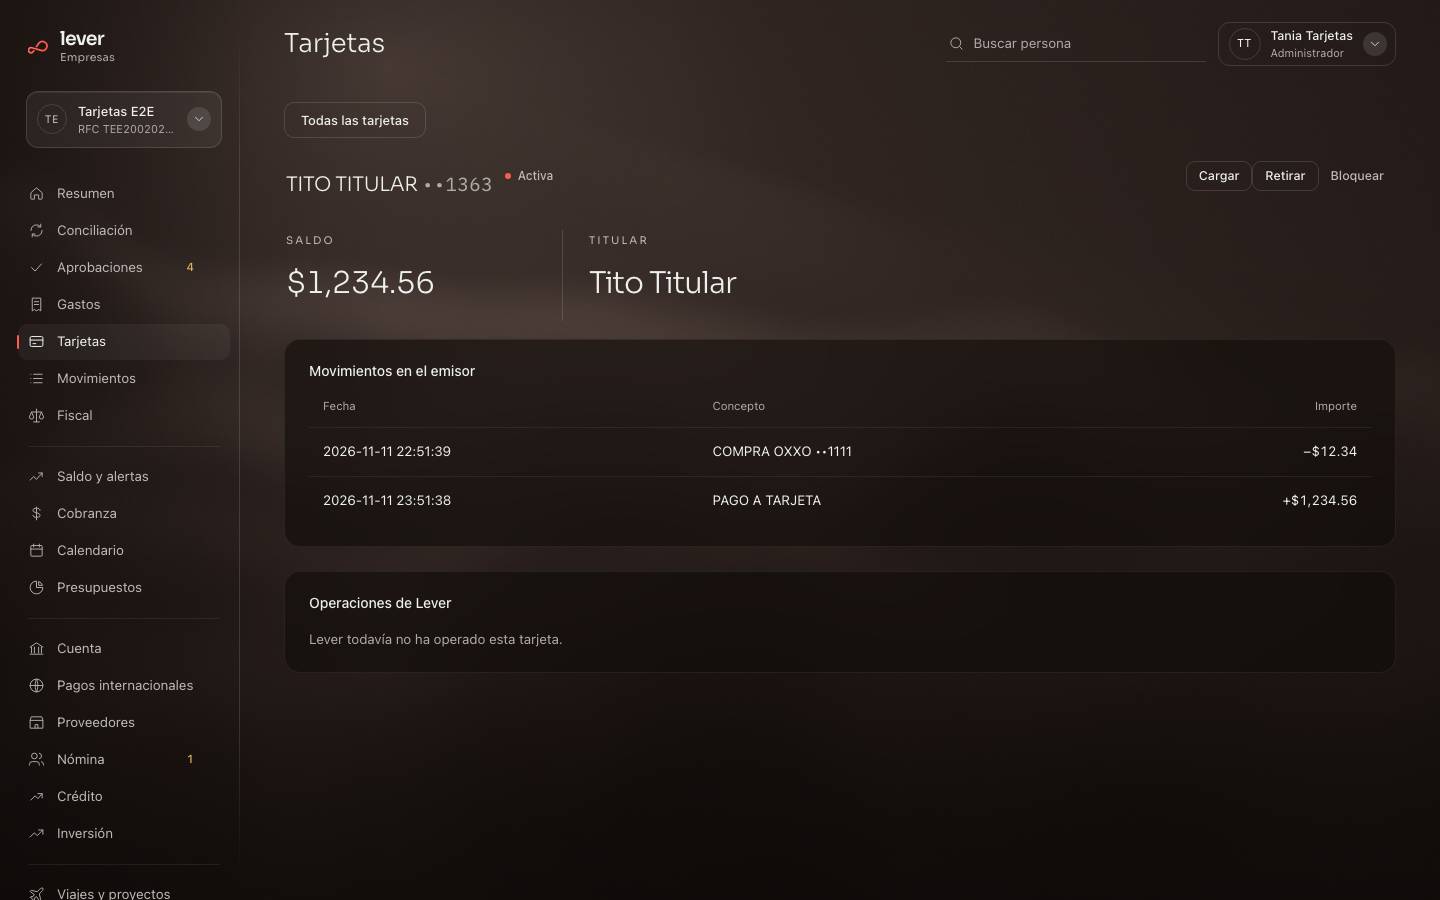 lever
Empresas
TE
Tarjetas E2E
RFC TEE200202...
Resumen
Conciliación
Aprobaciones 4
Gastos
Tarjetas
Movimientos
Fiscal
Saldo y alertas
Cobranza
Calendario
Presupuestos
Cuenta
Pagos internacionales
Proveedores
Nómina 1
Crédito
Inversión
Viajes y proyectos
Tarjetas
Buscar persona
TT
Tania Tarjetas
Administrador
Todas las tarjetas
TITO TITULAR ••1363 Activa
Cargar Retirar Bloquear
SALDO
$1,234.56
TITULAR
Tito Titular
Movimientos en el emisor
Fecha Concepto Importe
2026-11-11 22:51:39 COMPRA OXXO ••1111 −$12.34
2026-11-11 23:51:38 PAGO A TARJETA +$1,234.56
Operaciones de Lever
Lever todavía no ha operado esta tarjeta.